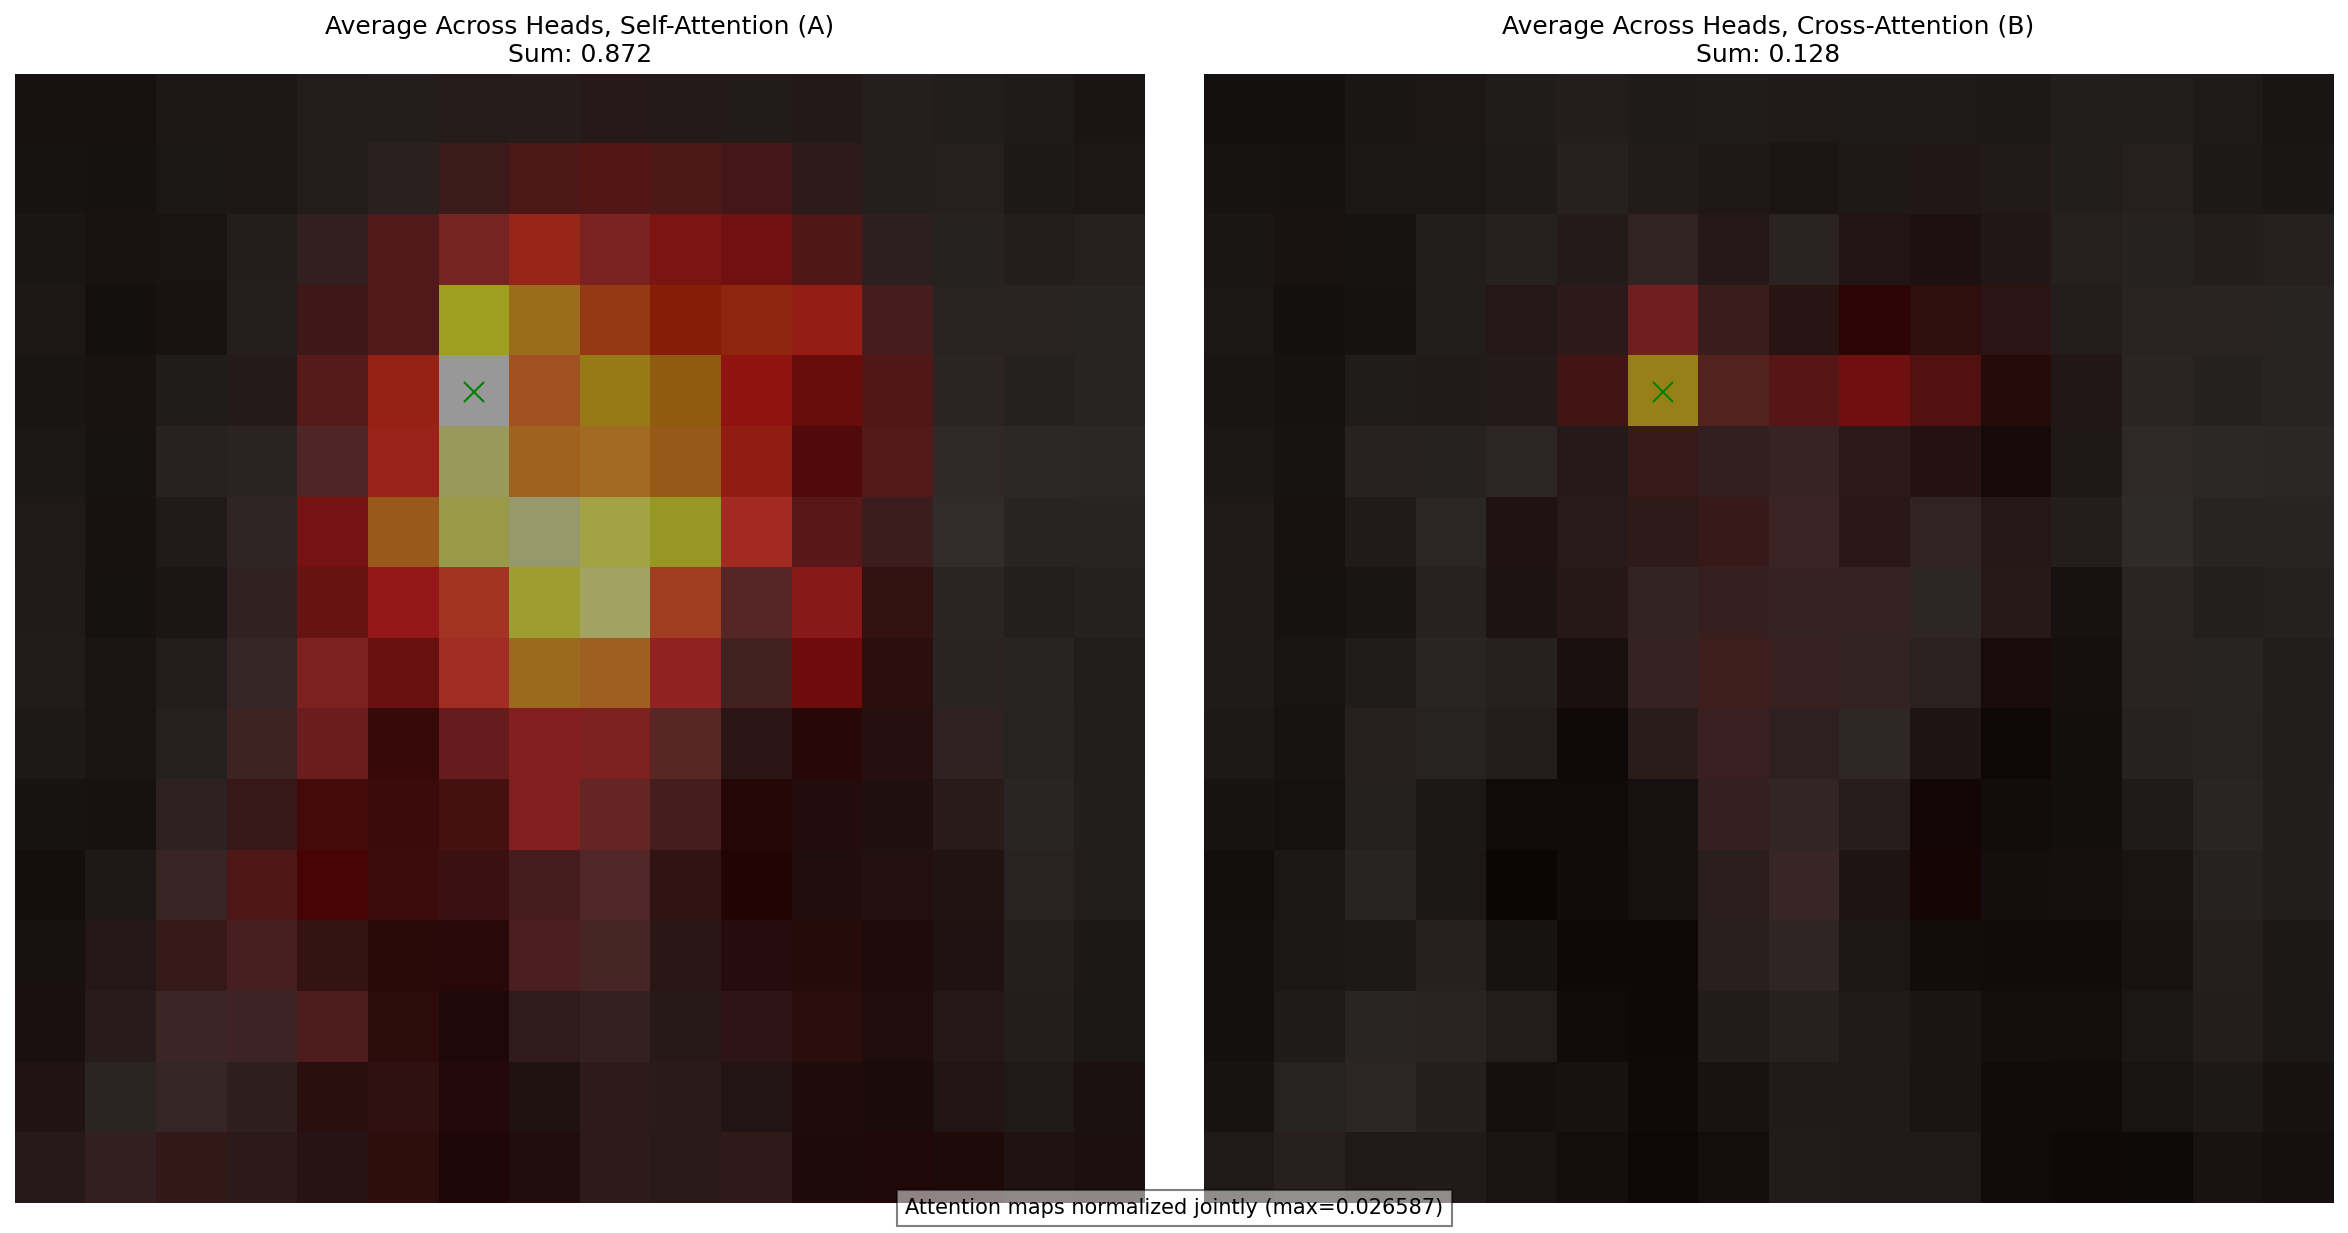 Average Across Heads, Self-Attention (A)
Sum: 0.872
Average Across Heads, Cross-Attention (B)
Sum: 0.128
Attention maps normalized jointly (max=0.026587)